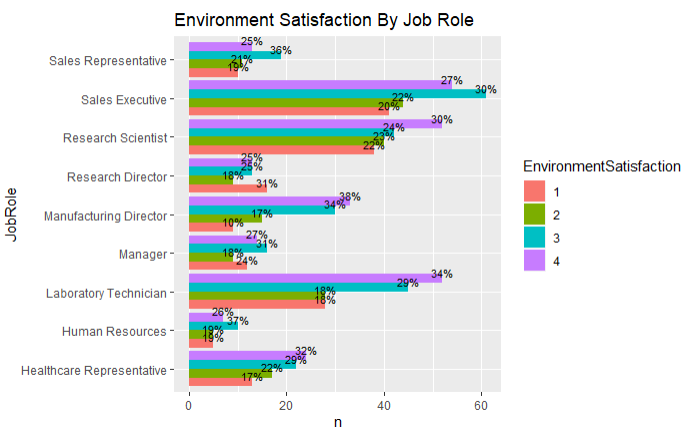 Environment Satisfaction By Job Role
JobRole
Sales Representative
25%
36%
21%
19%
Sales Executive
27%
30%
22%
20%
Research Scientist
30%
24%
23%
22%
Research Director
25%
25%
18%
31%
Manufacturing Director
38%
34%
17%
10%
Manager
27%
31%
18%
24%
Laboratory Technician
34%
29%
18%
18%
Human Resources
26%
37%
19%
19%
Healthcare Representative
32%
29%
22%
17%
0 20 40 60
n
EnvironmentSatisfaction
1
2
3
4